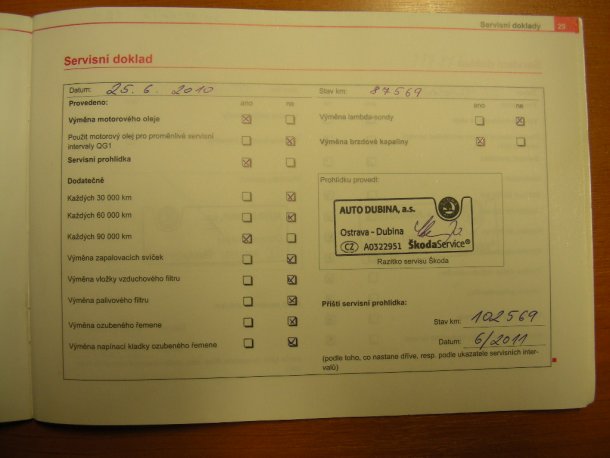 Servisní doklady 25
Servisní doklad
Datum: 25. 6. 2010
Stav km: 87569
Provedeno: ano ne
ano ne
Výměna motorového oleje
Výměna lambda-sondy
Použit motorový olej pro proměnlivé servisní
intervaly QG1
Výměna brzdové kapaliny
Servisní prohlídka
Dodatečně
Prohlídku provedl:
Každých 30 000 km
Každých 60 000 km
Každých 90 000 km
AUTO DUBINA, a.s.
Ostrava - Dubina
CZ A0322951 ŠkodaService®
Razítko servisu Škoda
Výměna zapalovacích svíček
Výměna vložky vzduchového filtru
Výměna palivového filtru
Výměna ozubeného řemene
Výměna napínací kladky ozubeného řemene
Příští servisní prohlídka:
Stav km: 102569
Datum: 6/2011
(podle toho, co nastane dříve, resp. podle ukazatele servisních inter-
valů)